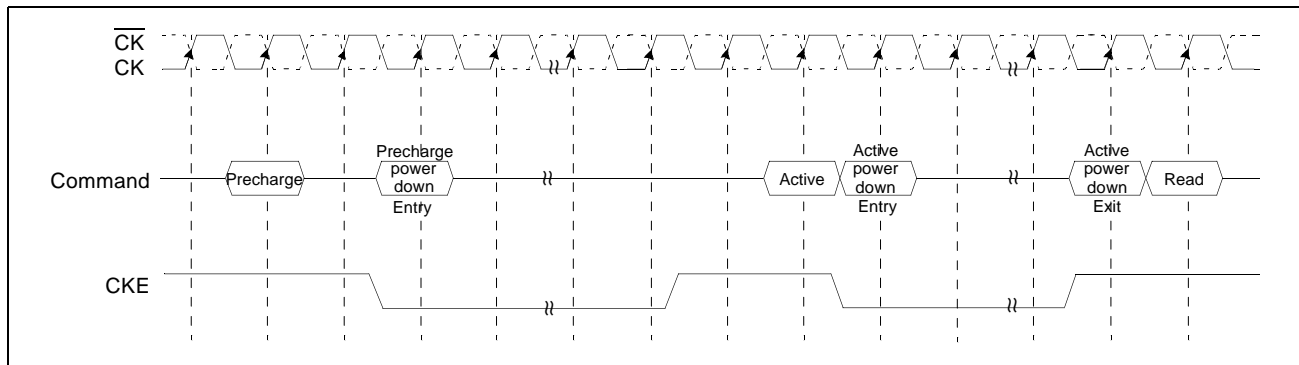 CK
CK
Command
Precharge
Precharge
power
down
Entry
Active
Active
power
down
Entry
Active
power
down
Exit
Read
CKE